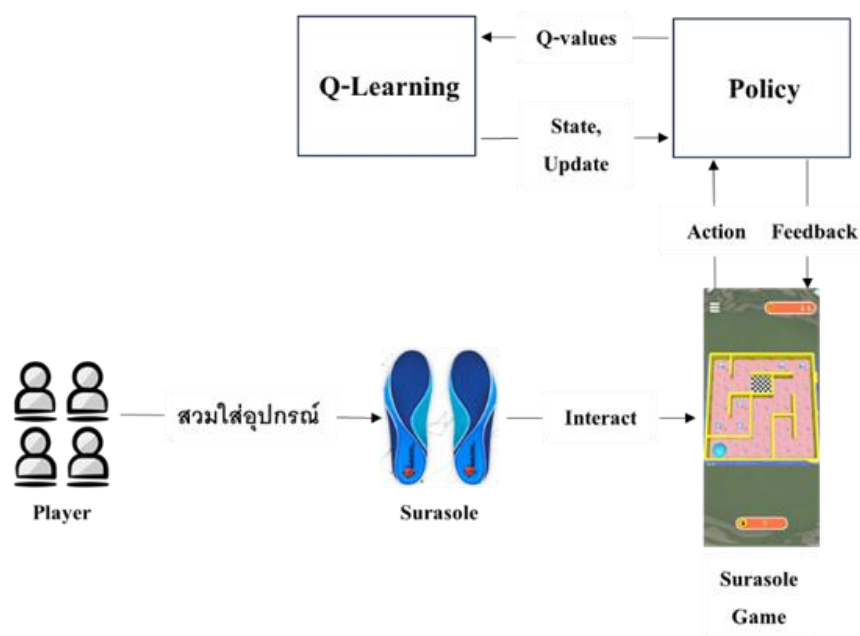 Q-Learning
Q-values
Policy
State,
Update
Action
Feedback
สวมใส่อุปกรณ์
Interact
Player
Surasole
Surasole
Game